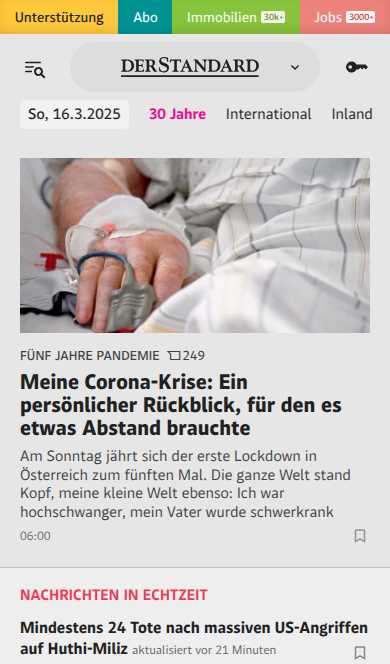 Unterstützung Abo Immobilien 30k+ Jobs 3000+
DERSTANDARD
So, 16.3.2025 30 Jahre International Inland
FÜNF JAHRE PANDEMIE 249
Meine Corona-Krise: Ein
persönlicher Rückblick, für den es
etwas Abstand brauchte
Am Sonntag jährt sich der erste Lockdown in
Österreich zum fünften Mal. Die ganze Welt stand
Kopf, meine kleine Welt ebenso: Ich war
hochschwanger, mein Vater wurde schwerkrank
06:00
NACHRICHTEN IN ECHTZEIT
Mindestens 24 Tote nach massiven US-Angriffen
auf Huthi-Miliz aktualisiert vor 21 Minuten